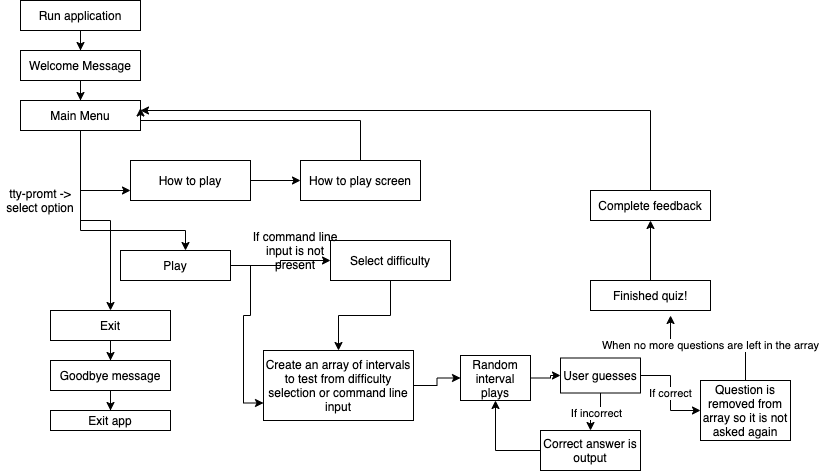 Run application
Welcome Message
Main Menu
How to play
How to play screen
tty-promt ->
select option
Complete feedback
If command line
input is not
present
Play
Select difficulty
Finished quiz!
Exit
When no more questions are left in the array
Create an array of intervals
to test from difficulty
selection or command line
input
Random
interval
plays
User guesses
Goodbye message
If correct
Question is
removed from
array so it is not
asked again
If incorrect
Exit app
Correct answer is
output